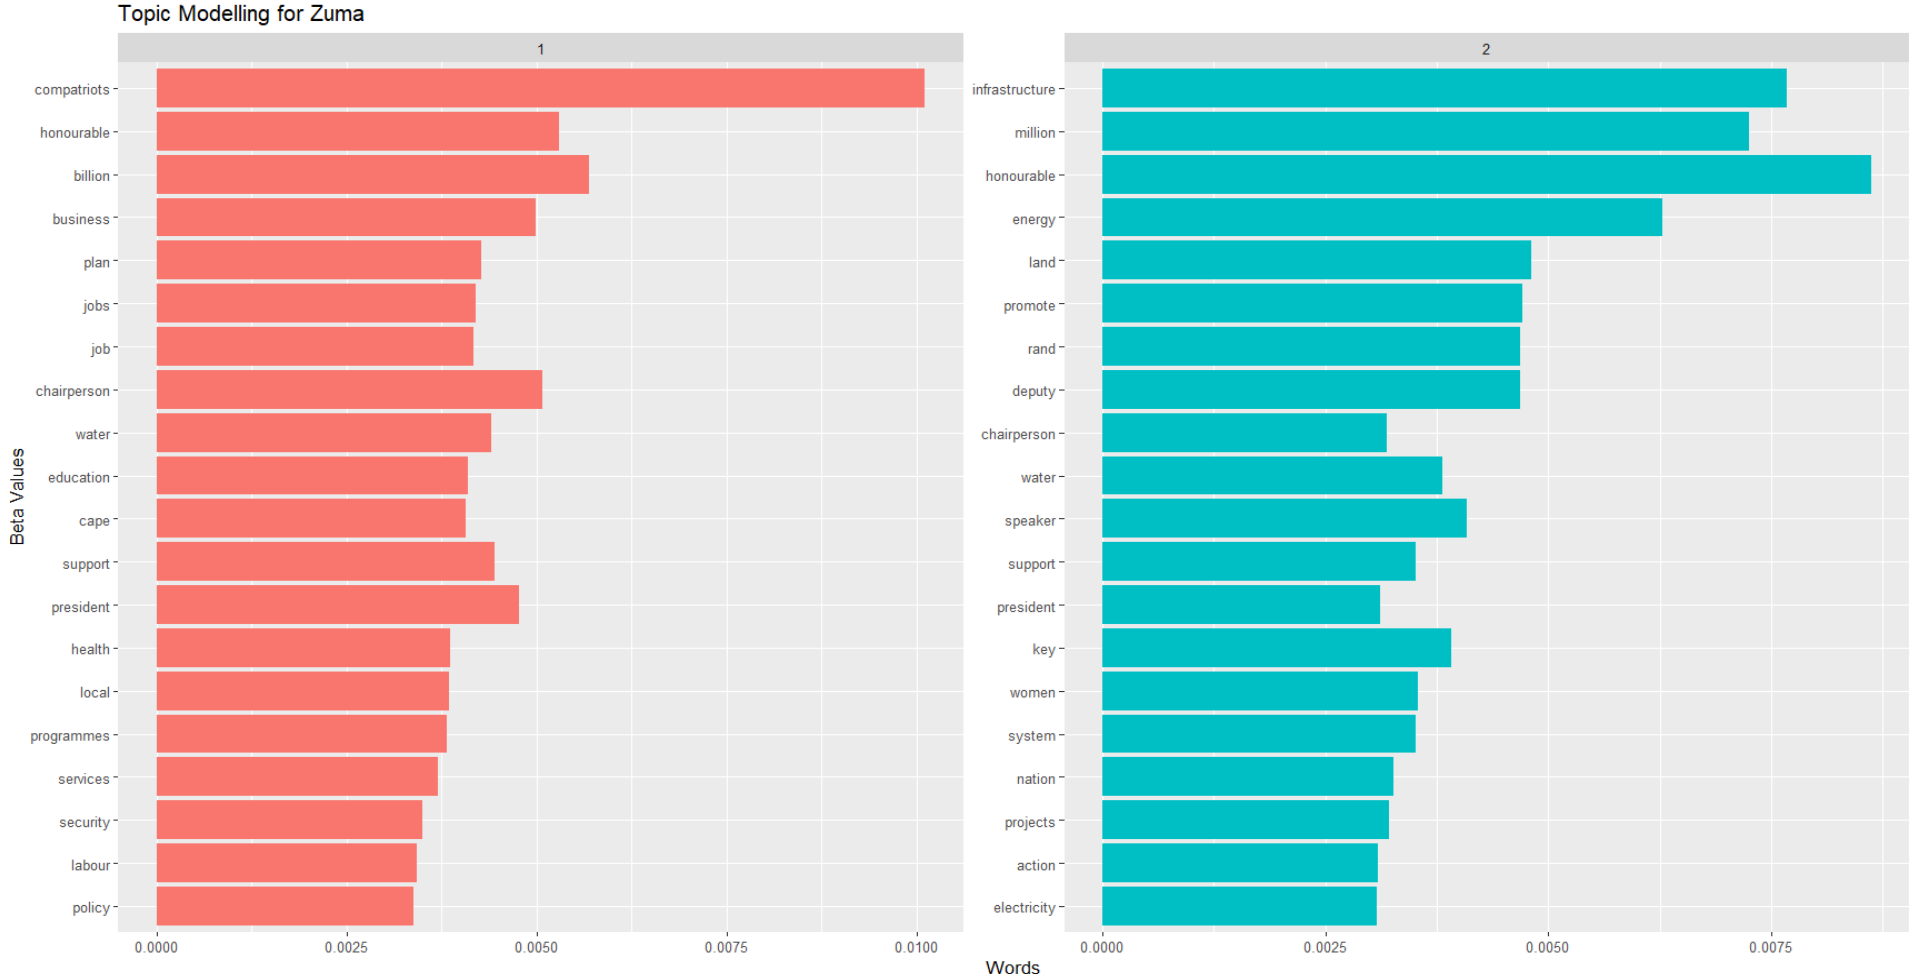 Topic Modelling for Zuma
1
compatriots
honourable
billion
business
plan
jobs
job
chairperson
water
education
cape
support
president
health
local
programmes
services
security
labour
policy
0.0000 0.0025 0.0050 0.0075 0.0100
2
infrastructure
million
honourable
energy
land
promote
rand
deputy
chairperson
water
speaker
support
president
key
women
system
nation
projects
action
electricity
0.0000 0.0025 0.0050 0.0075
Beta Values
Words